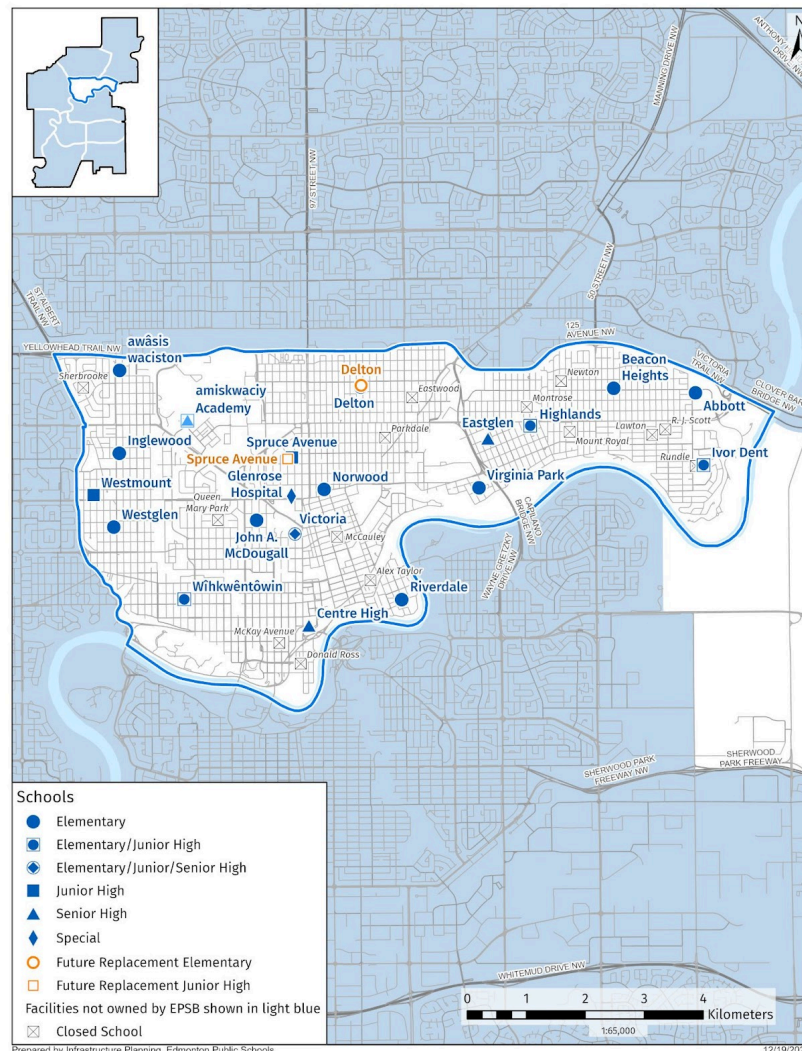 97 STREET NW
MANNING DRIVE NW
ANTHONY
DRIVE NW
N
50 STREET NW
ST ALBERT
TRAIL NW
YELLOWHEAD TRAIL NW
125
AVENUE NW
VICTORIA
TRAIL NW
CLOVER BAR
BRIDGE NW
awâsis
waciston
Sherbrooke
amiskwaciy
Academy
Delton
Delton
Eastwood
Newton
Beacon
Heights
Abbott
Montrose
Highlands
Parkdale
Eastglen
Mount Royal
Lawton
R. J. Scott
Rundle
Ivor Dent
Inglewood
Spruce Avenue
Spruce Avenue
Westmount
Glenrose
Hospital
Norwood
Virginia Park
Queen
Mary Park
Westglen
John A.
McDougall
Victoria
McCauley
CAPILANO
BRIDGE NW
WAYNE GRETZKY
DRIVE NW
Alex Taylor
Wîhkwêntôwin
Riverdale
Centre High
McKay Avenue
Donald Ross
SHERWOOD PARK
FREEWAY NW
SHERWOOD
PARK FREEWAY
WHITEMUD DRIVE NW
Schools
Elementary
Elementary/Junior High
Elementary/Junior/Senior High
Junior High
Senior High
Special
Future Replacement Elementary
Future Replacement Junior High
Facilities not owned by EPSB shown in light blue
Closed School
0 1 2 3 4
Kilometers
1:65,000
Prepared by Infrastructure Planning, Edmonton Public Schools